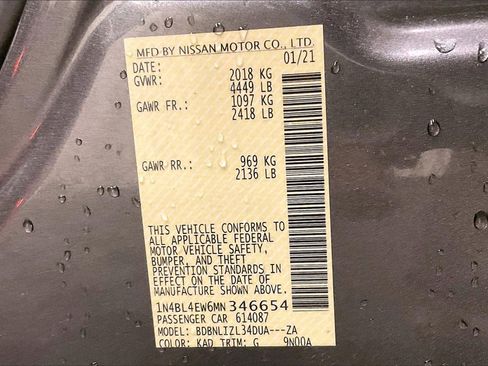 MFD BY NISSAN MOTOR CO., LTD.
DATE: 01/21
GVWR: 2018 KG
4449 LB
GAWR FR.: 1097 KG
2418 LB
GAWR RR.: 969 KG
2136 LB
THIS VEHICLE CONFORMS TO
ALL APPLICABLE FEDERAL
MOTOR VEHICLE SAFETY,
BUMPER, AND THEFT
PREVENTION STANDARDS IN
EFFECT ON THE DATE OF
MANUFACTURE SHOWN ABOVE.
1N4BL4EW6MN 346654
PASSENGER CAR 614087
MODEL: BDBNLIZL34DUA---ZA
COLOR: KAD TRIM: G 9N00A